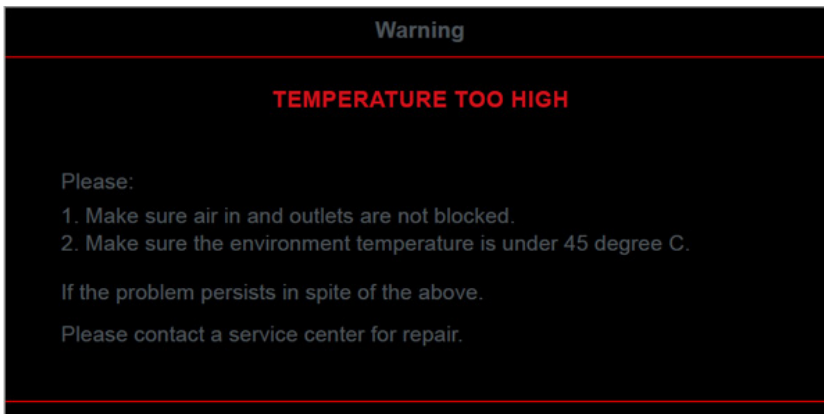 Warning
TEMPERATURE TOO HIGH
Please:
1. Make sure air in and outlets are not blocked.
2. Make sure the environment temperature is under 45 degree C.
If the problem persists in spite of the above.
Please contact a service center for repair.